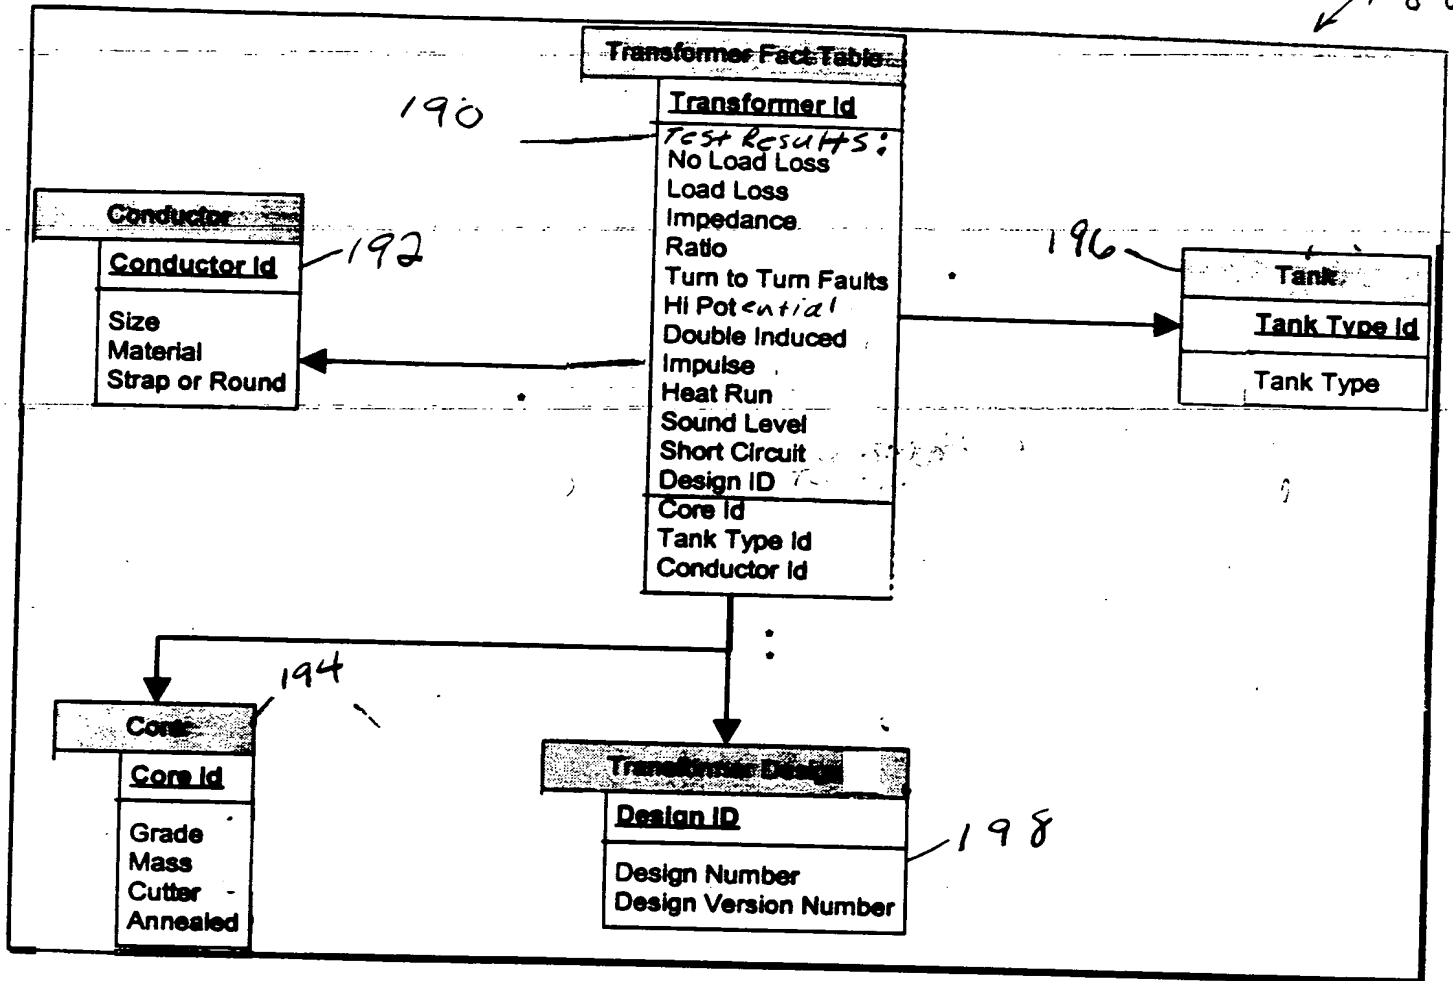 Transformer Fact Table
Transformer Id
190
Test Results:
No Load Loss
Load Loss
Impedance
Ratio
Turn to Turn Faults
Hi Potential
Double Induced
Impulse
Heat Run
Sound Level
Short Circuit
Design ID
Core Id
Tank Type Id
Conductor Id
Conductor
Conductor Id
192
Size
Material
Strap or Round
196
Tank
Tank Type Id
Tank Type
194
Core Id
Grade
Mass
Cutter
Annealed
Transformer Design
Design ID
198
Design Number
Design Version Number